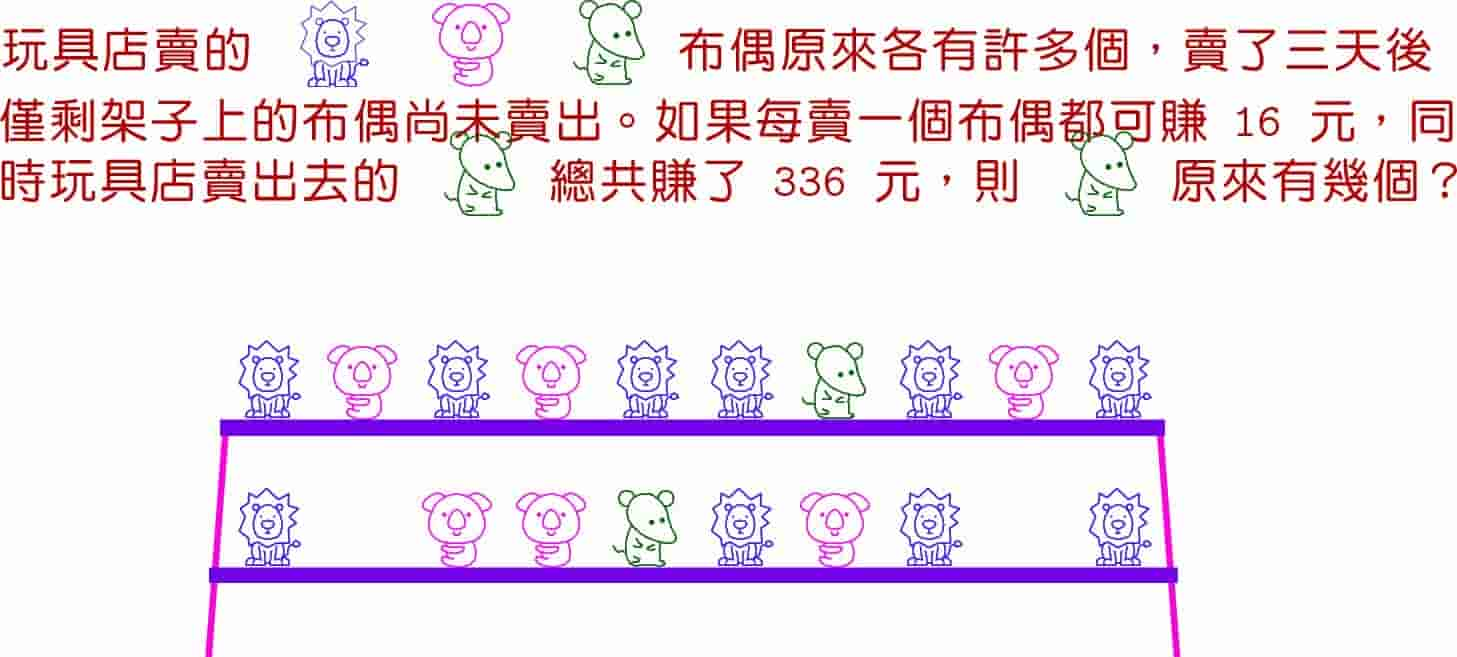 玩具店賣的 布偶原來各有許多個，賣了三天後
僅剩架子上的布偶尚未賣出。如果每賣一個布偶都可賺 16 元，同
時玩具店賣出去的 總共賺了 336 元，則 原來有幾個？